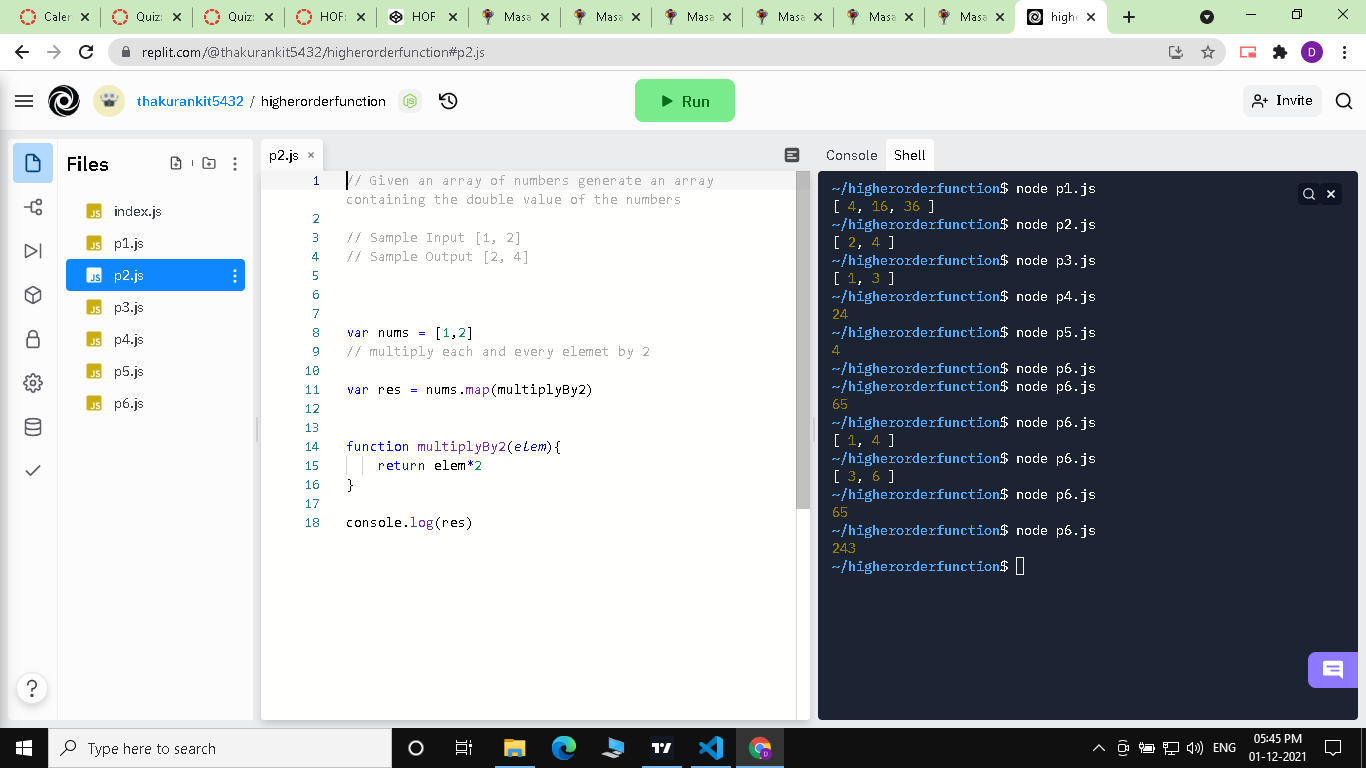 Caler
Quiz:
Quiz:
HOF:
HOF
Masa
Masa
Masa
Masa
Masa
Masa
high
replit.com/@thakurankit5432/higherorderfunction#p2.js
D
thakurankit5432 / higherorderfunction
JS
Run
Invite
Files
JS index.js
JS p1.js
JS p2.js
JS p3.js
JS p4.js
JS p5.js
JS p6.js
?
p2.js
1 // Given an array of numbers generate an array
containing the double value of the numbers
2
3 // Sample Input [1, 2]
4 // Sample Output [2, 4]
5
6
7
8 var nums = [1,2]
9 // multiply each and every elemet by 2
10
11 var res = nums.map(multiplyBy2)
12
13
14 function multiplyBy2(elem){
15 return elem*2
16 }
17
18 console.log(res)
Console Shell
~/higherorderfunction$ node p1.js
[ 4, 16, 36 ]
~/higherorderfunction$ node p2.js
[ 2, 4 ]
~/higherorderfunction$ node p3.js
[ 1, 3 ]
~/higherorderfunction$ node p4.js
24
~/higherorderfunction$ node p5.js
4
~/higherorderfunction$ node p6.js
~/higherorderfunction$ node p6.js
65
~/higherorderfunction$ node p6.js
[ 1, 4 ]
~/higherorderfunction$ node p6.js
[ 3, 6 ]
~/higherorderfunction$ node p6.js
65
~/higherorderfunction$ node p6.js
243
~/higherorderfunction$
Type here to search
ENG
05:45 PM
01-12-2021